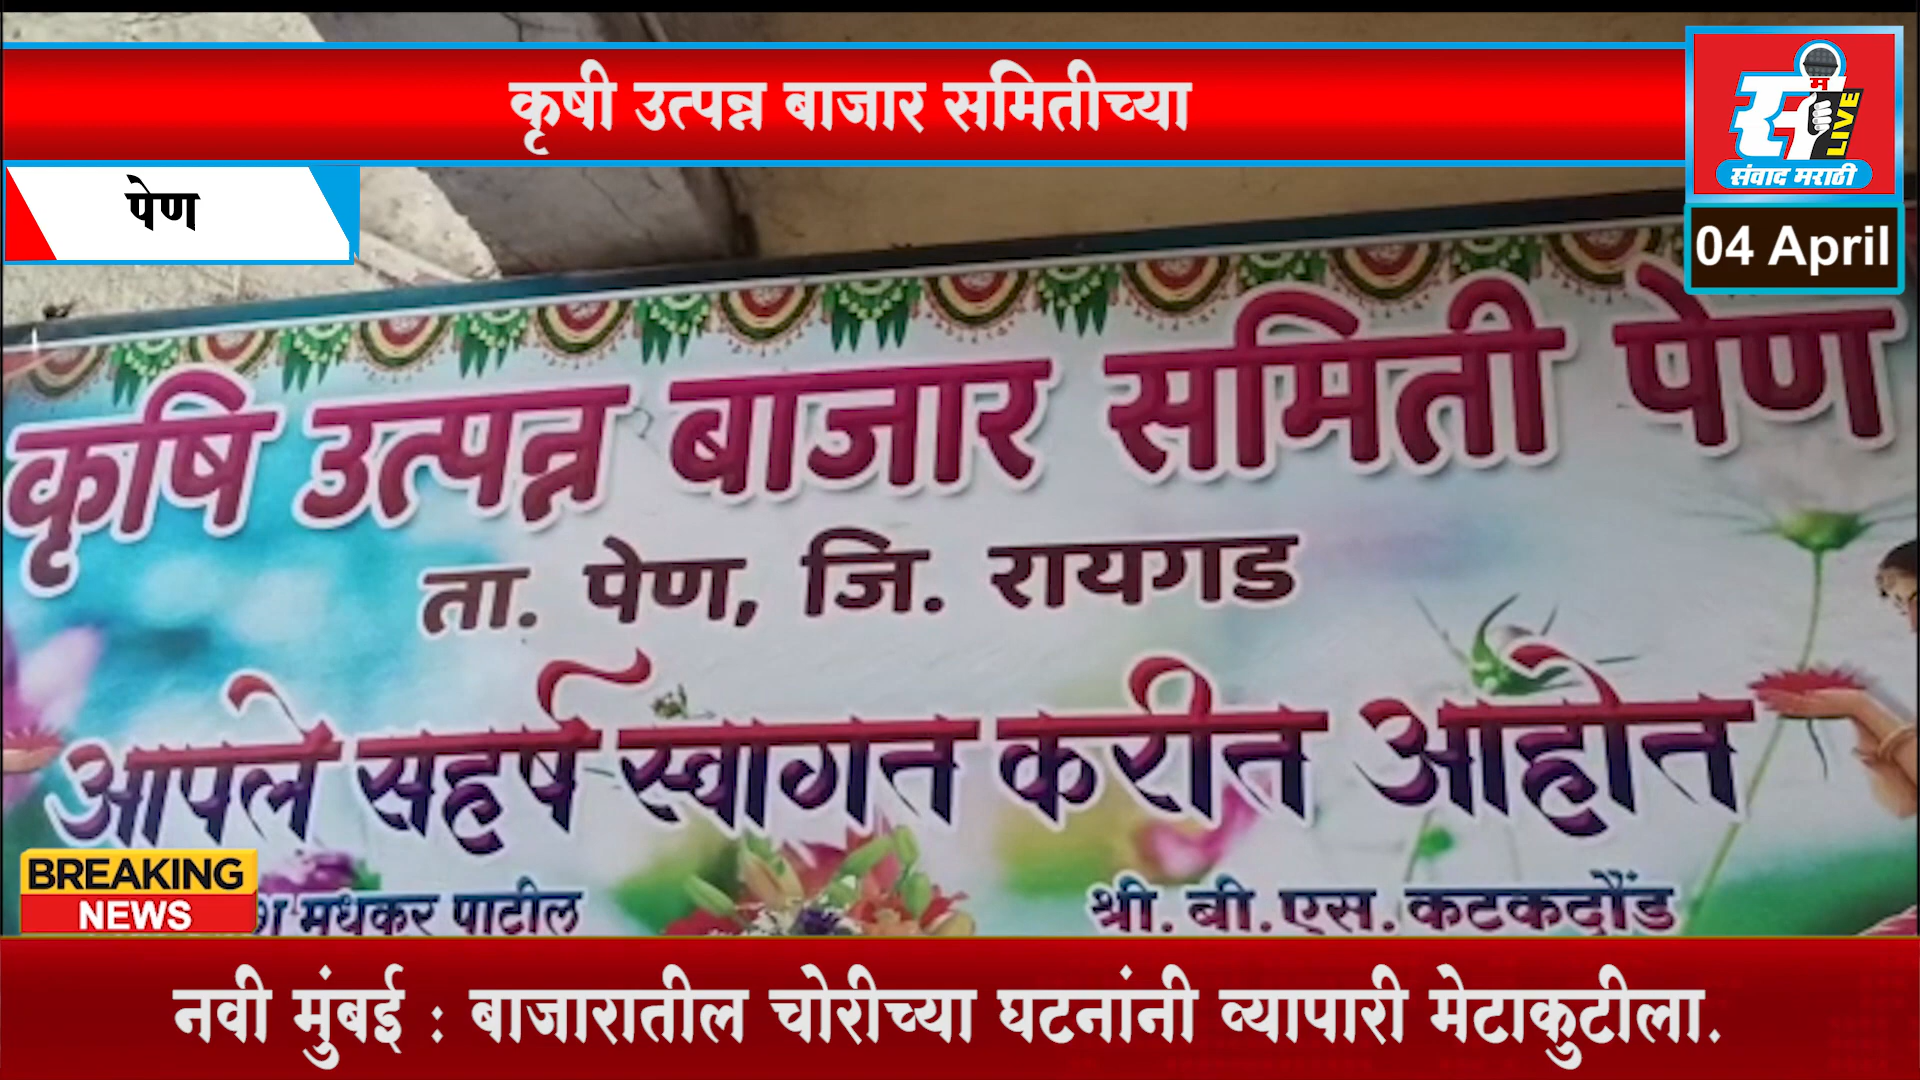 कृषी उत्पन्न बाजार समितीच्या
म
LIVE
संवाद मराठी
पेण
04 April
कृषि उत्पन्न बाजार समिती पेण
ता. पेण, जि. रायगड
आपले सहर्ष स्वागत करीत आहोत
BREAKING
NEWS
मधुकर पाटील
श्री. बी. एस. कटकदौंड
नवी मुंबई : बाजारातील चोरीच्या घटनांनी व्यापारी मेटाकुटीला.